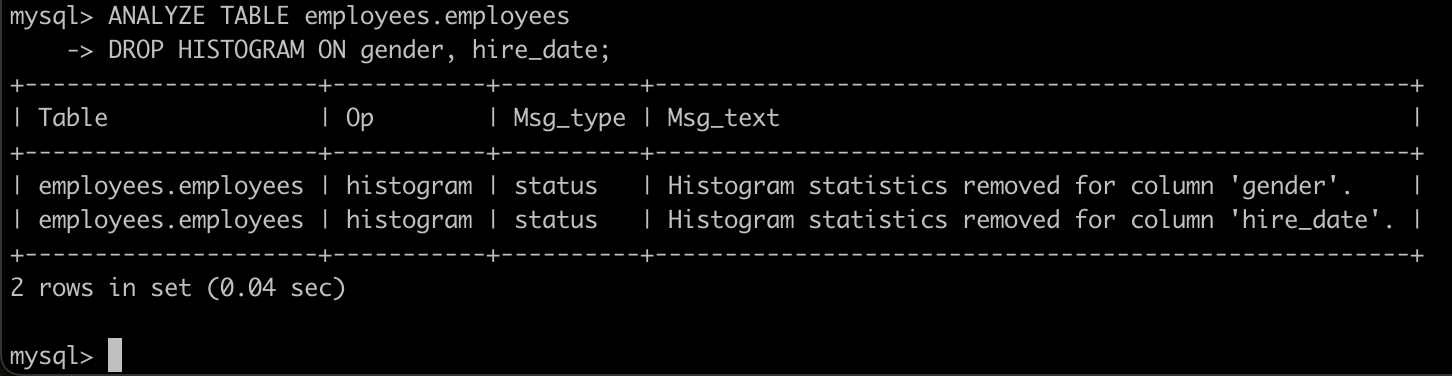 mysql> ANALYZE TABLE employees.employees
    -> DROP HISTOGRAM ON gender, hire_date;
+---------------------+-----------+----------+------------------------------------------------------+
| Table               | Op        | Msg_type | Msg_text                                             |
+---------------------+-----------+----------+------------------------------------------------------+
| employees.employees | histogram | status   | Histogram statistics removed for column 'gender'.    |
| employees.employees | histogram | status   | Histogram statistics removed for column 'hire_date'. |
+---------------------+-----------+----------+------------------------------------------------------+
2 rows in set (0.04 sec)
mysql>